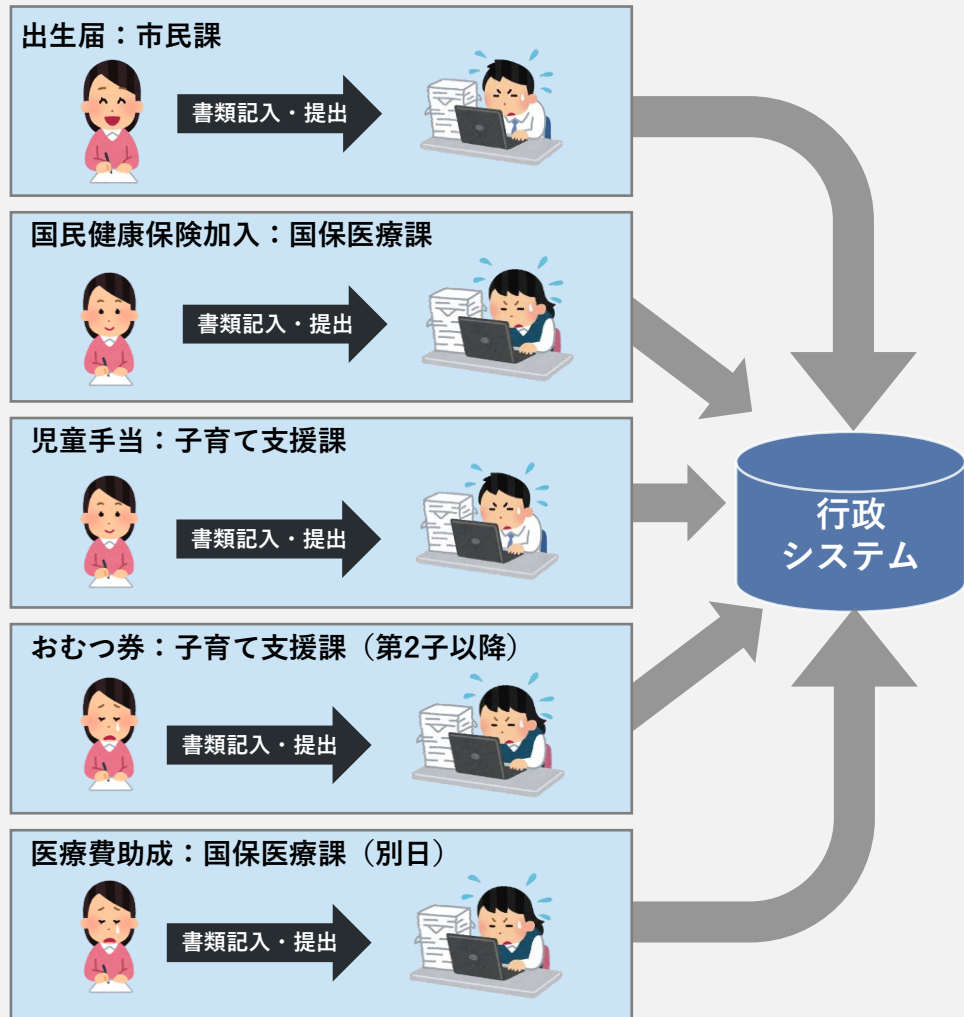 出生届：市民課
書類記入・提出
国民健康保険加入：国保医療課
書類記入・提出
児童手当：子育て支援課
書類記入・提出
おむつ券：子育て支援課（第2子以降）
書類記入・提出
医療費助成：国保医療課（別日）
書類記入・提出
行政
システム